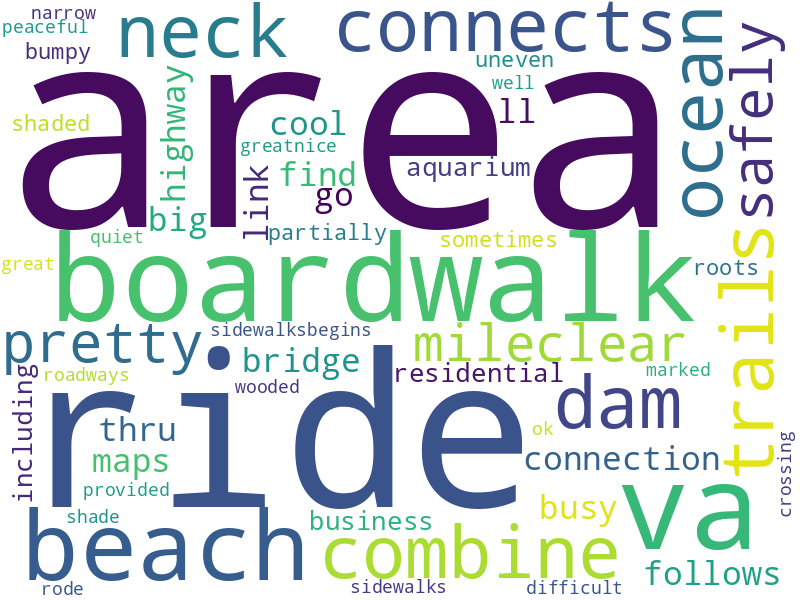 narrow
peaceful
bumpy
neck
connects
ocean
safely
uneven
well
ll
area
shaded
highway
cool
greatnice
link
find
go
aquarium
big
partially
quiet
sometimes
great
boardwalk
roots
trails
pretty
sidewalksbegins
mileclear
bridge
residential
marked
roadways
wooded
including
ride
dam
thru
ok
maps
connection
crossing
provided
va
beach
shade
business
busy
combine
follows
rode
sidewalks
difficult